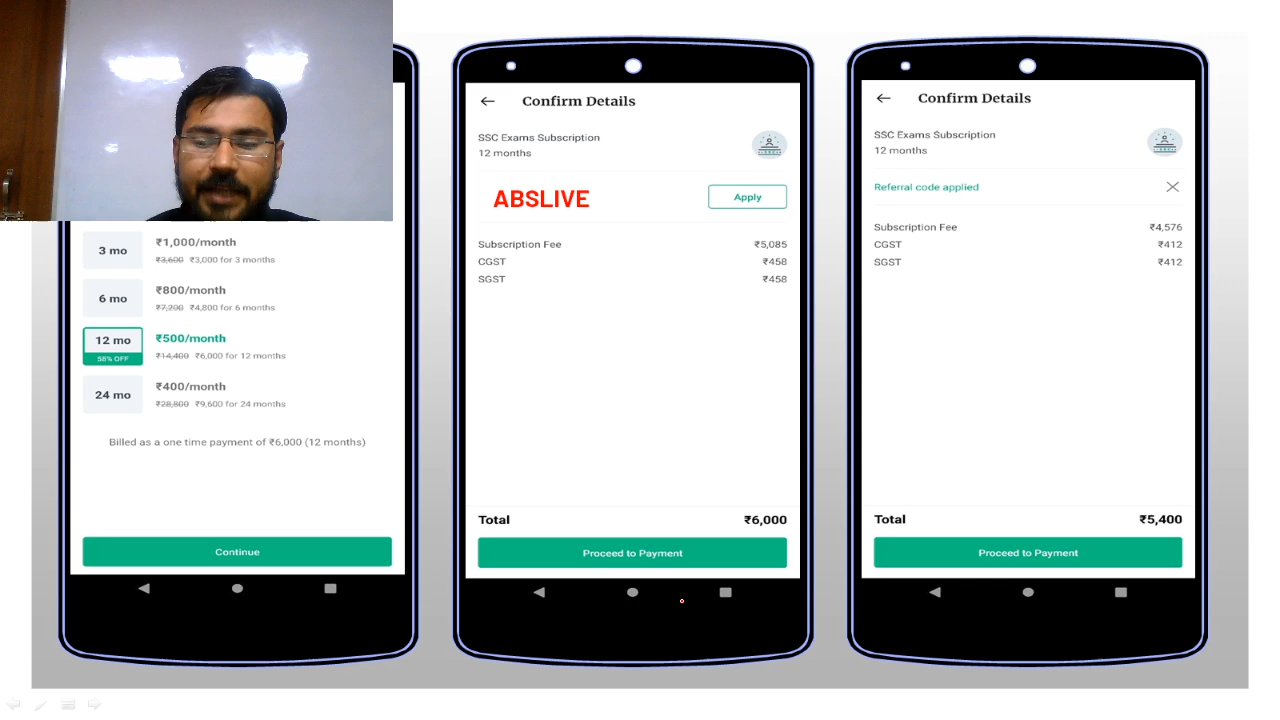 3 mo
₹1,000/month
₹3,600 ₹3,000 for 3 months
6 mo
₹800/month
₹7,200 ₹4,800 for 6 months
12 mo
58% OFF
₹500/month
₹14,400 ₹6,000 for 12 months
24 mo
₹400/month
₹28,800 ₹9,600 for 24 months
Billed as a one time payment of ₹6,000 (12 months)
Continue
Confirm Details
SSC Exams Subscription
12 months
ABSLIVE
Apply
Subscription Fee ₹5,085
CGST ₹458
SGST ₹458
Total ₹6,000
Proceed to Payment
Confirm Details
SSC Exams Subscription
12 months
Referral code applied
Subscription Fee ₹4,576
CGST ₹412
SGST ₹412
Total ₹5,400
Proceed to Payment